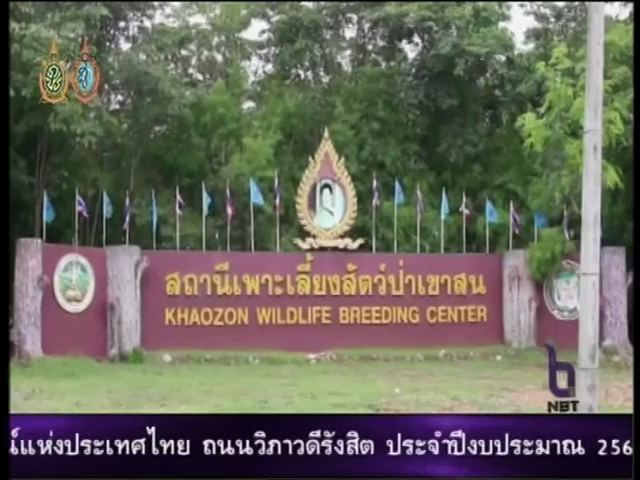 สถานีเพาะเลี้ยงสัตว์ป่าเขาสน
KHAOZON WILDLIFE BREEDING CENTER
NBT
น์แห่งประเทศไทย ถนนวิภาวดีรังสิต ประจำปีงบประมาณ 256